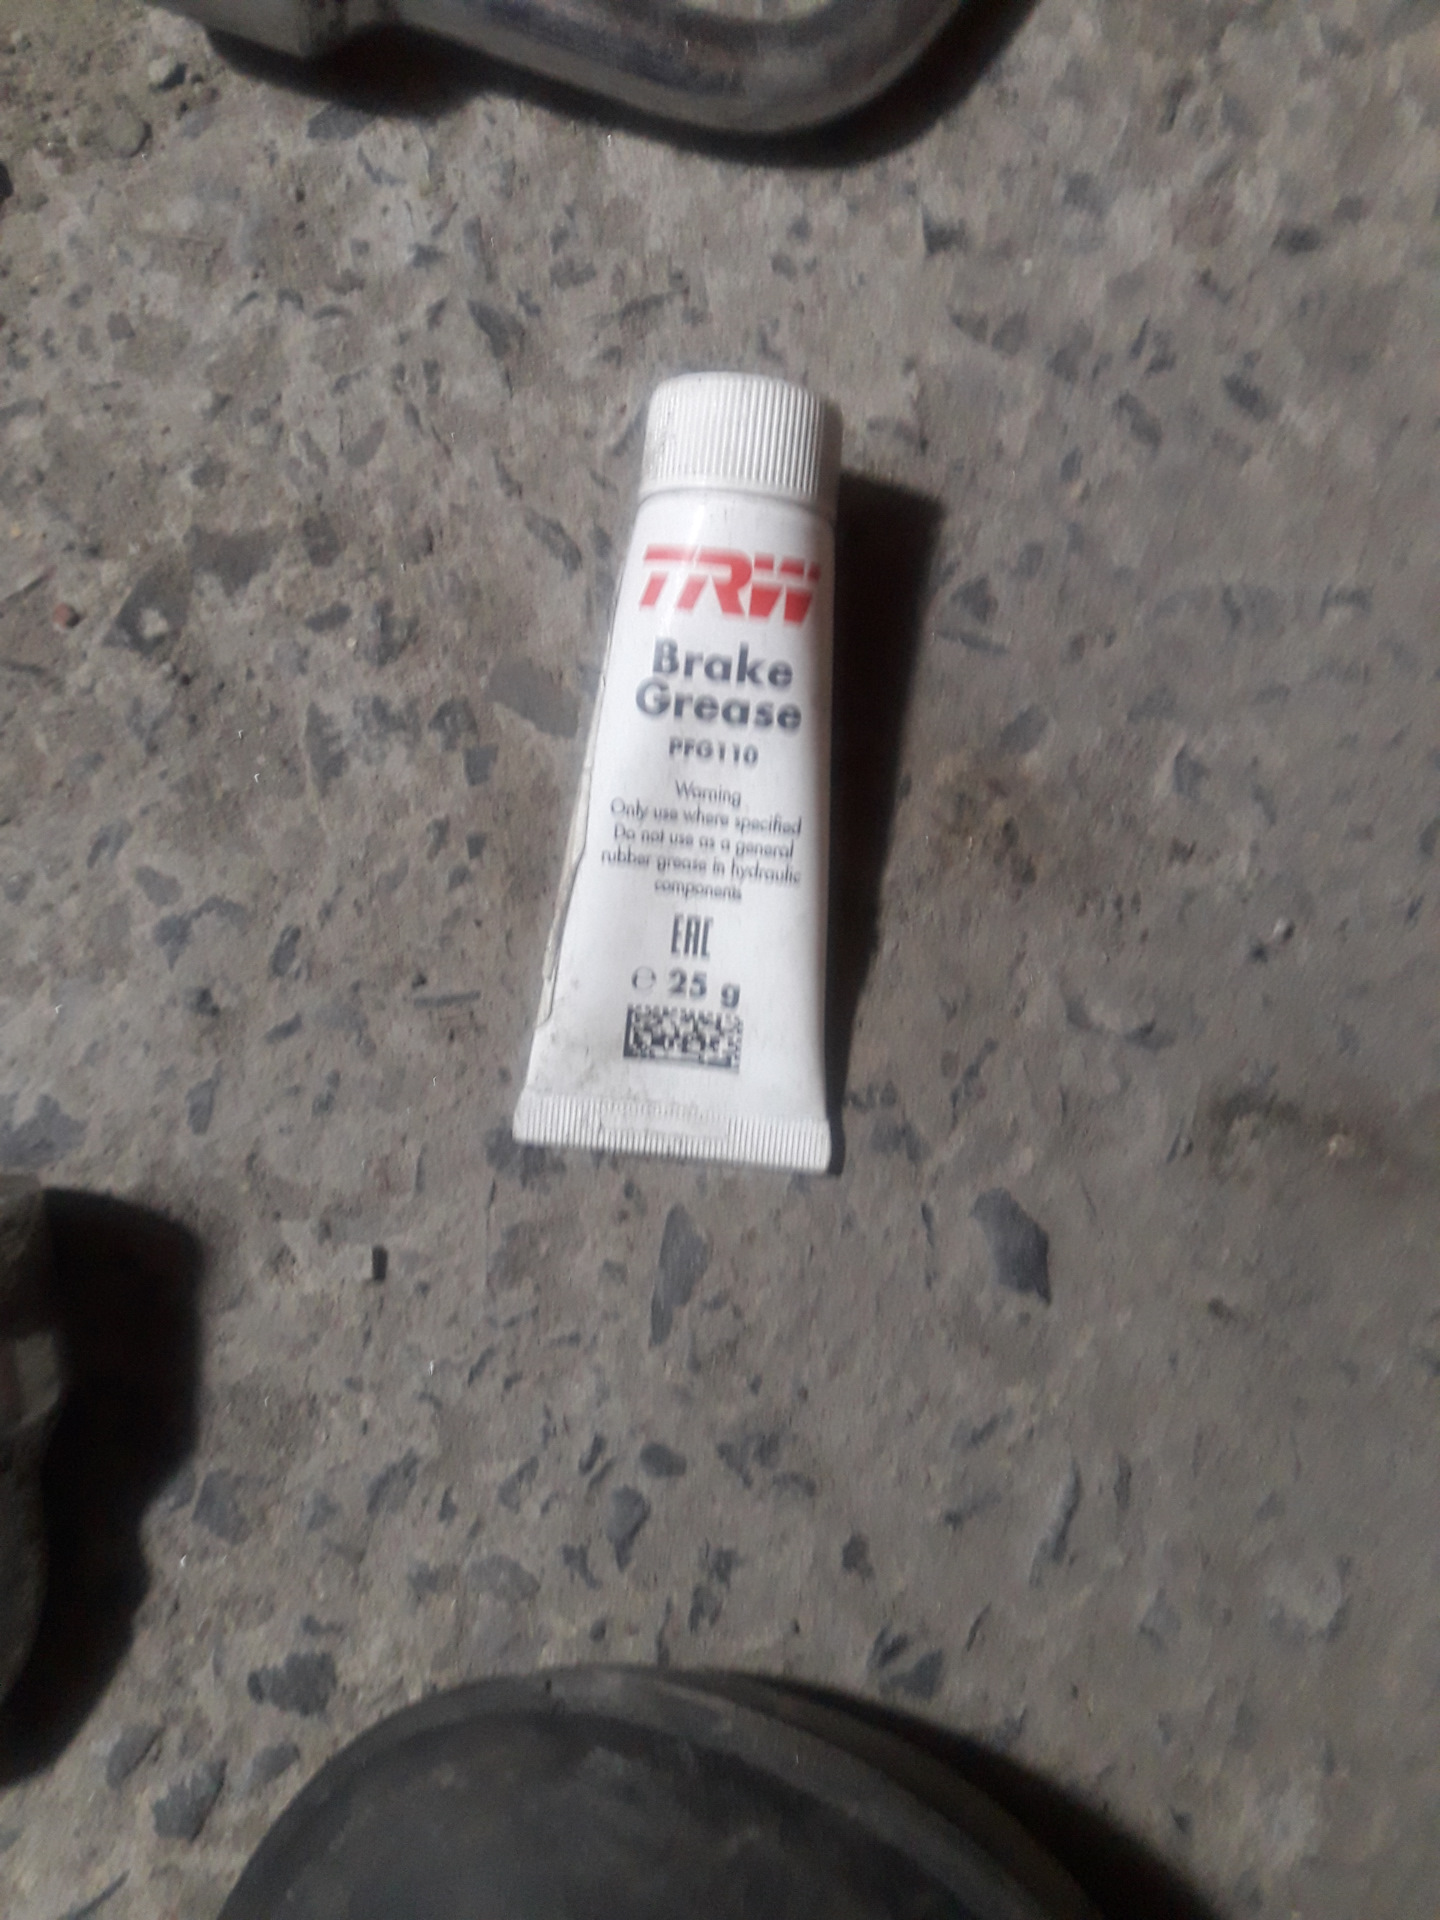 TRW
Brake
Grease
PFG110
Warning
Only use where specified
Do not use as a general
rubber grease in hydraulic
components
EAC
℮ 25 g